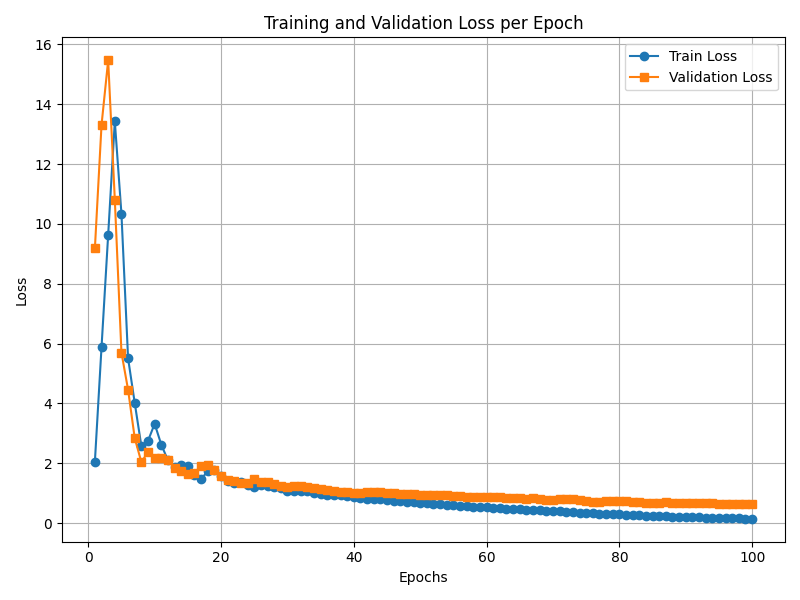 Training and Validation Loss per Epoch
Train Loss
Validation Loss
16
14
12
10
8
6
4
2
0
Loss
0 20 40 60 80 100
Epochs